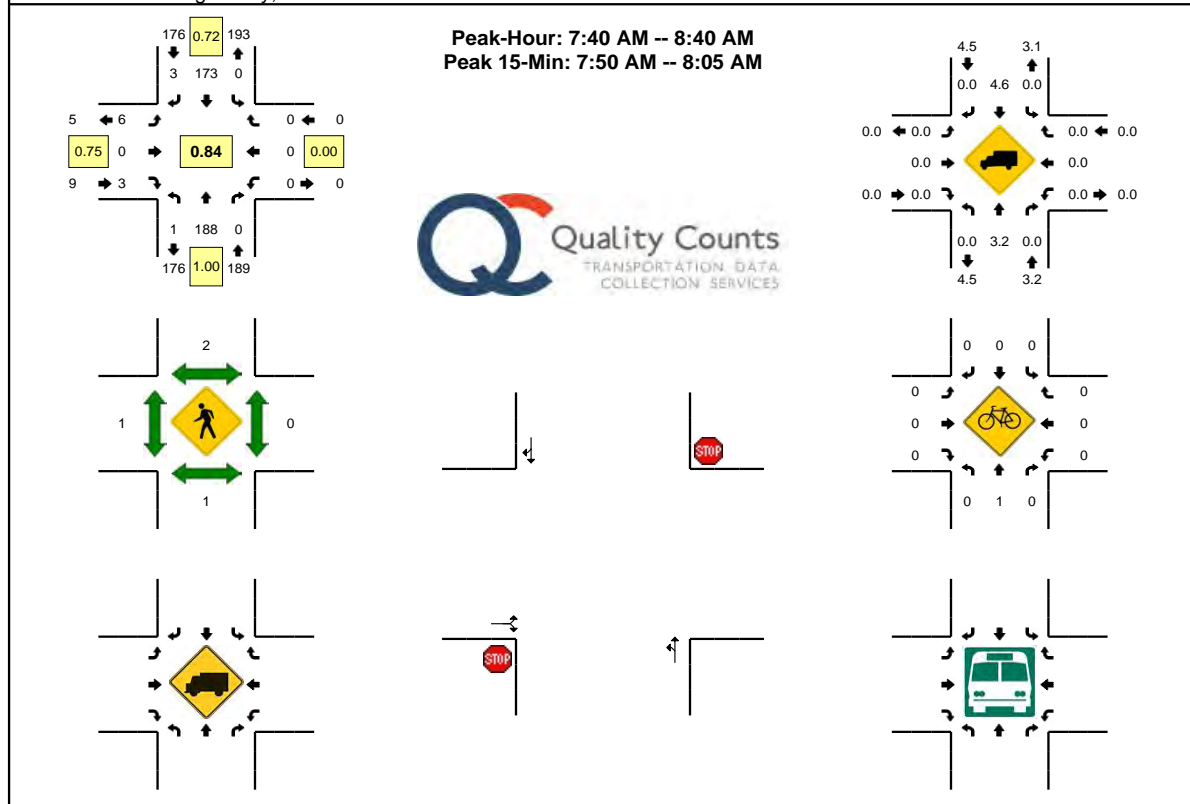 Peak-Hour: 7:40 AM -- 8:40 AM
Peak 15-Min: 7:50 AM -- 8:05 AM
176 0.72 193
3 173 0
5 6 0 0
0.75 0 0.84 0 0.00
9 3 0 0
1 188 0
176 1.00 189
4.5 3.1
0.0 4.6 0.0
0.0 0.0 0.0 0.0
0.0 0.0
0.0 0.0 0.0 0.0
0.0 3.2 0.0
4.5 3.2
QC Quality Counts
TRANSPORTATION DATA
COLLECTION SERVICES
2
1 0
1
STOP
STOP
0 0 0
0 0
0 0
0 0
0 1 0